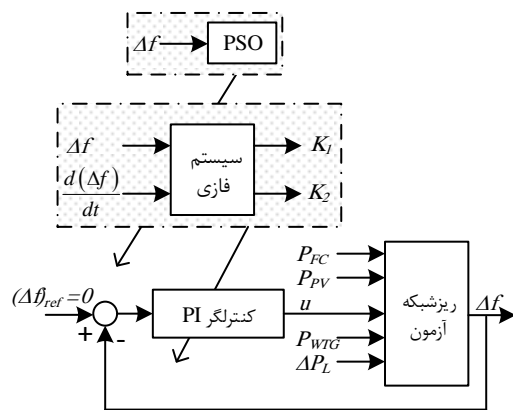 Δf PSO
Δf
d(Δf)
dt
سیستم
فازی
K1
K2
(Δf)ref =0
+
-
کنترلگر PI
u
PFC
PPV
PWTG
ΔPL
ریزشبکه
آزمون
Δf